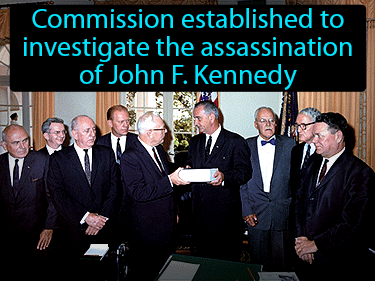 Commission established to
investigate the assassination
of John F. Kennedy